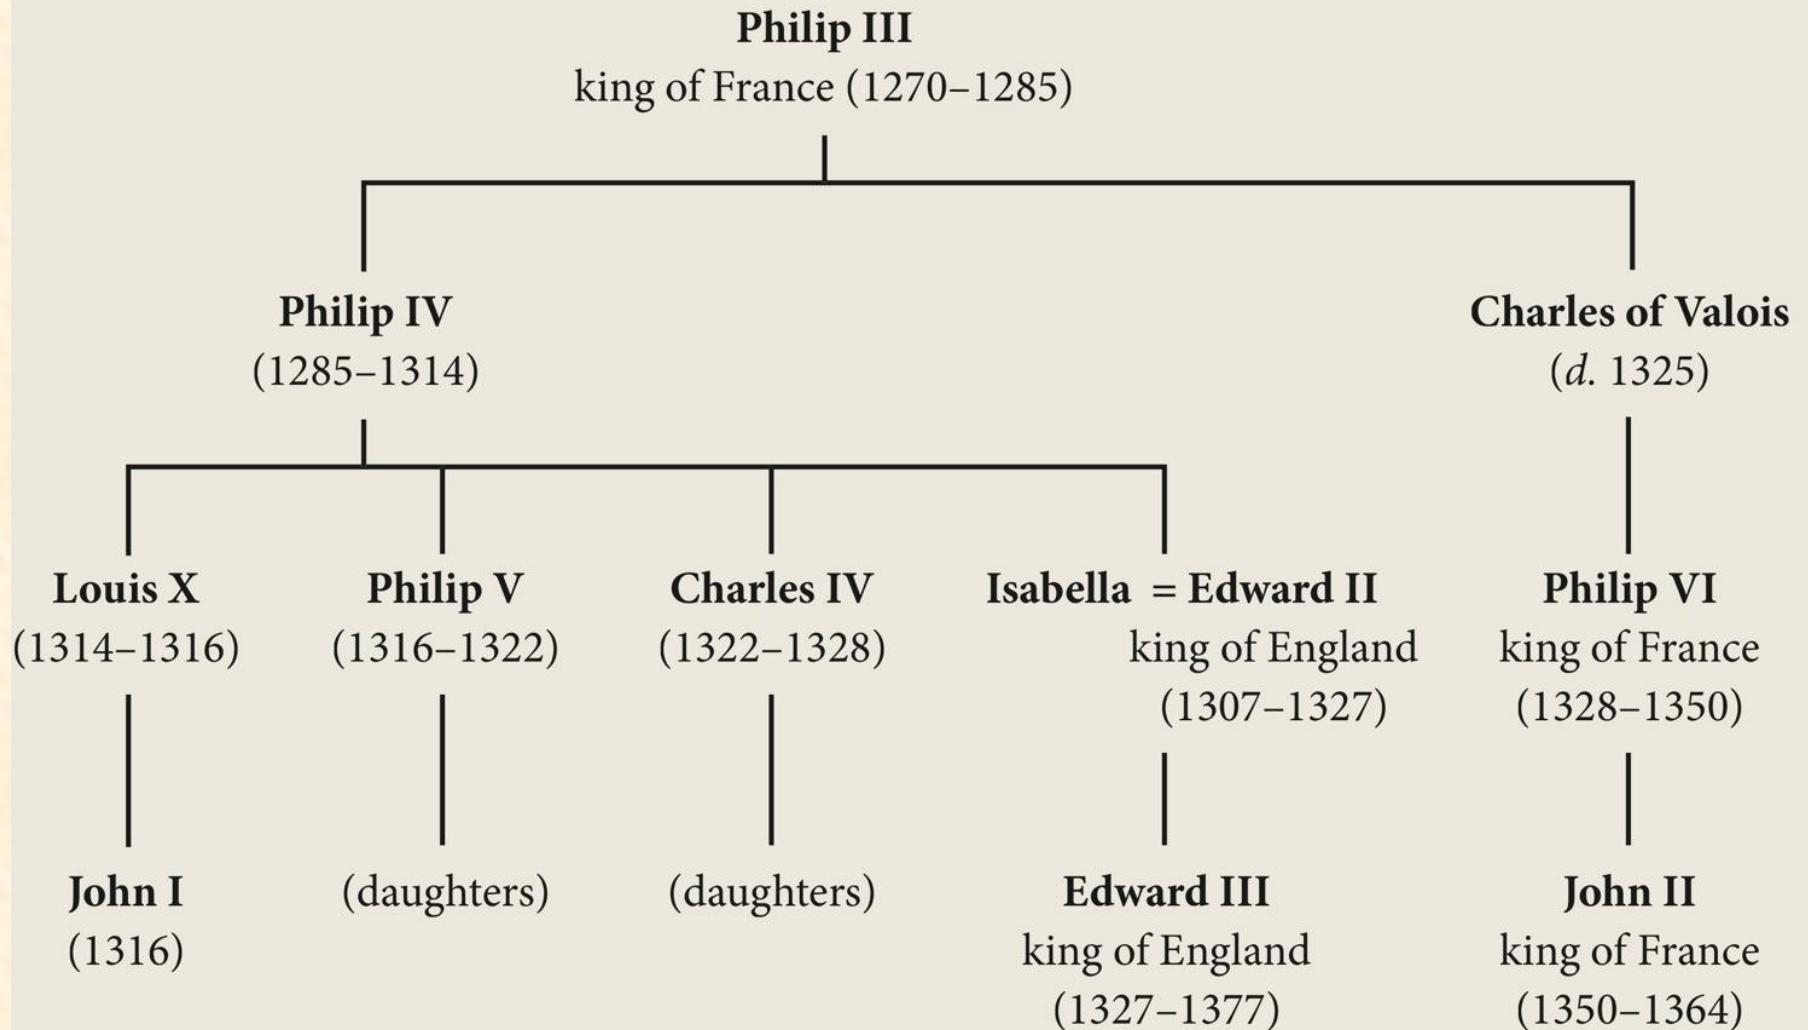 Philip III
king of France (1270–1285)
Philip IV
(1285–1314)
Charles of Valois
(d. 1325)
Louis X
(1314–1316)
Philip V
(1316–1322)
Charles IV
(1322–1328)
Isabella = Edward II
king of England
(1307–1327)
Philip VI
king of France
(1328–1350)
John I
(1316)
(daughters)
(daughters)
Edward III
king of England
(1327–1377)
John II
king of France
(1350–1364)